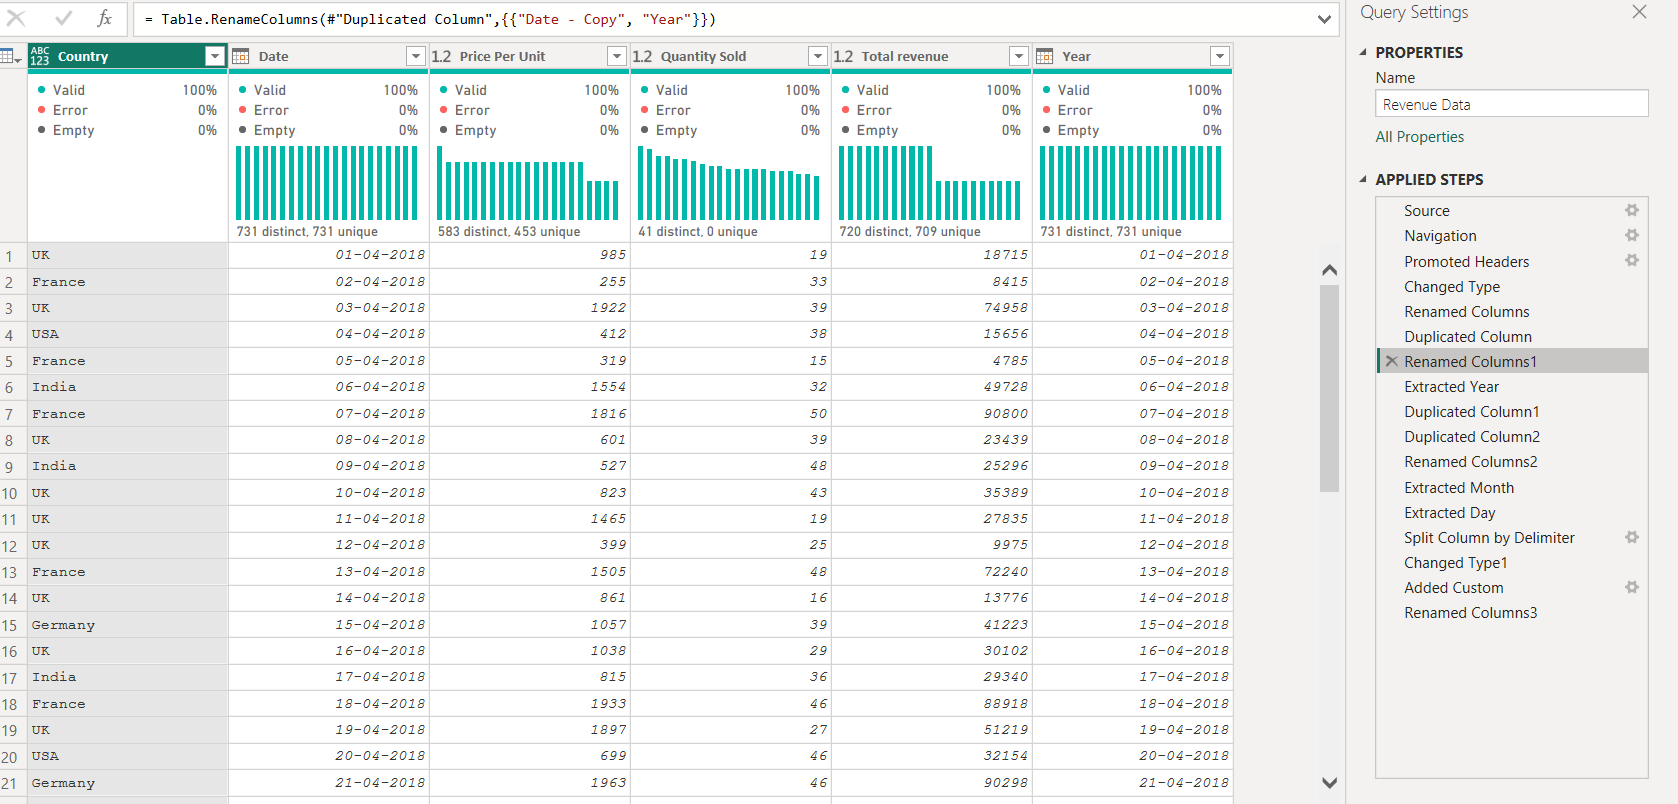 = Table.RenameColumns(#"Duplicated Column",{{"Date - Copy", "Year"}})
ABC 123 Country Date 1.2 Price Per Unit 1.2 Quantity Sold 1.2 Total revenue Year
Valid 100% Valid 100% Valid 100% Valid 100% Valid 100% Valid 100%
Error 0% Error 0% Error 0% Error 0% Error 0% Error 0%
Empty 0% Empty 0% Empty 0% Empty 0% Empty 0% Empty 0%
731 distinct, 731 unique 583 distinct, 453 unique 41 distinct, 0 unique 720 distinct, 709 unique 731 distinct, 731 unique
1 UK 01-04-2018 985 19 18715 01-04-2018
2 France 02-04-2018 255 33 8415 02-04-2018
3 UK 03-04-2018 1922 39 74958 03-04-2018
4 USA 04-04-2018 412 38 15656 04-04-2018
5 France 05-04-2018 319 15 4785 05-04-2018
6 India 06-04-2018 1554 32 49728 06-04-2018
7 France 07-04-2018 1816 50 90800 07-04-2018
8 UK 08-04-2018 601 39 23439 08-04-2018
9 India 09-04-2018 527 48 25296 09-04-2018
10 UK 10-04-2018 823 43 35389 10-04-2018
11 UK 11-04-2018 1465 19 27835 11-04-2018
12 UK 12-04-2018 399 25 9975 12-04-2018
13 France 13-04-2018 1505 48 72240 13-04-2018
14 UK 14-04-2018 861 16 13776 14-04-2018
15 Germany 15-04-2018 1057 39 41223 15-04-2018
16 UK 16-04-2018 1038 29 30102 16-04-2018
17 India 17-04-2018 815 36 29340 17-04-2018
18 France 18-04-2018 1933 46 88918 18-04-2018
19 UK 19-04-2018 1897 27 51219 19-04-2018
20 USA 20-04-2018 699 46 32154 20-04-2018
21 Germany 21-04-2018 1963 46 90298 21-04-2018
Query Settings
PROPERTIES
Name
Revenue Data
All Properties
APPLIED STEPS
Source
Navigation
Promoted Headers
Changed Type
Renamed Columns
Duplicated Column
Renamed Columns1
Extracted Year
Duplicated Column1
Duplicated Column2
Renamed Columns2
Extracted Month
Extracted Day
Split Column by Delimiter
Changed Type1
Added Custom
Renamed Columns3